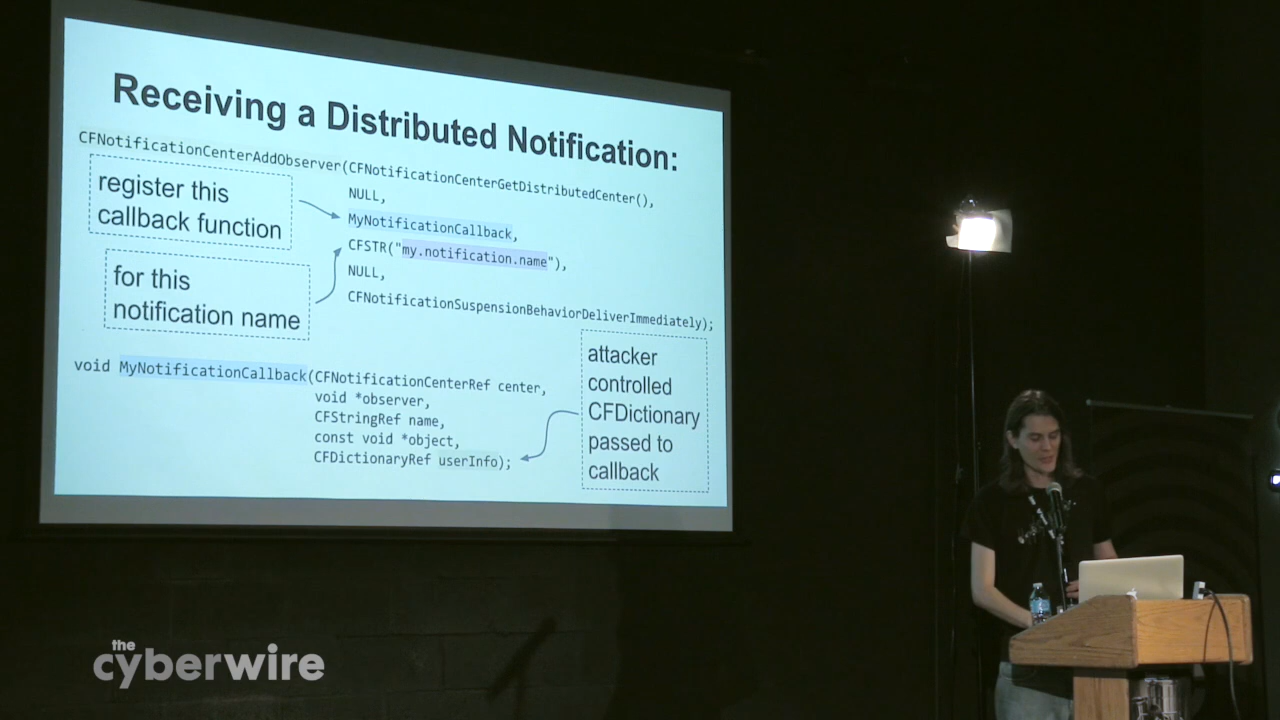 Receiving a Distributed Notification:
CFNotificationCenterAddObserver(CFNotificationCenterGetDistributedCenter(),
NULL,
MyNotificationCallback,
CFSTR("my.notification.name"),
NULL,
CFNotificationSuspensionBehaviorDeliverImmediately);
register this
callback function
for this
notification name
void MyNotificationCallback(CFNotificationCenterRef center,
void *observer,
CFStringRef name,
const void *object,
CFDictionaryRef userInfo);
attacker
controlled
CFDictionary
passed to
callback
the
cyberwire